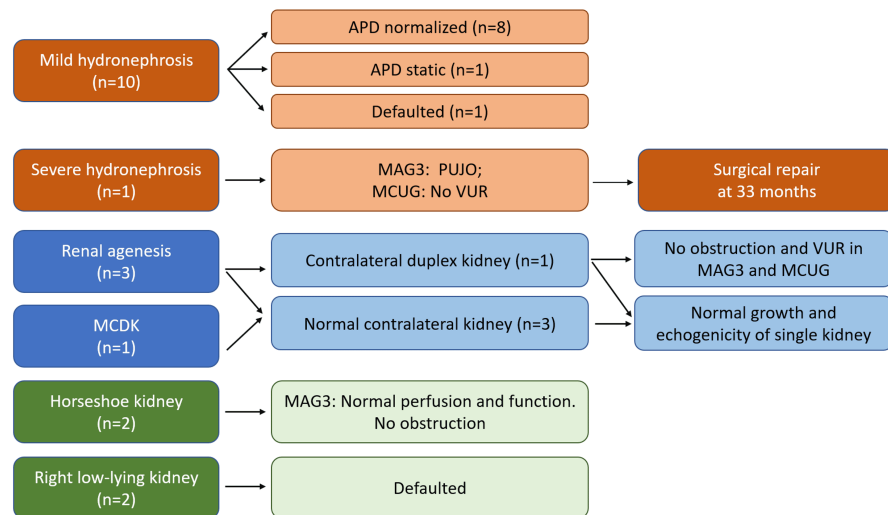 Mild hydronephrosis
(n=10)
APD normalized (n=8)
APD static (n=1)
Defaulted (n=1)
Severe hydronephrosis
(n=1)
MAG3: PUJO;
MCUG: No VUR
Surgical repair
at 33 months
Renal agenesis
(n=3)
Contralateral duplex kidney (n=1)
No obstruction and VUR in
MAG3 and MCUG
MCDK
(n=1)
Normal contralateral kidney (n=3)
Normal growth and
echogenicity of single kidney
Horseshoe kidney
(n=2)
MAG3: Normal perfusion and function.
No obstruction
Right low-lying kidney
(n=2)
Defaulted